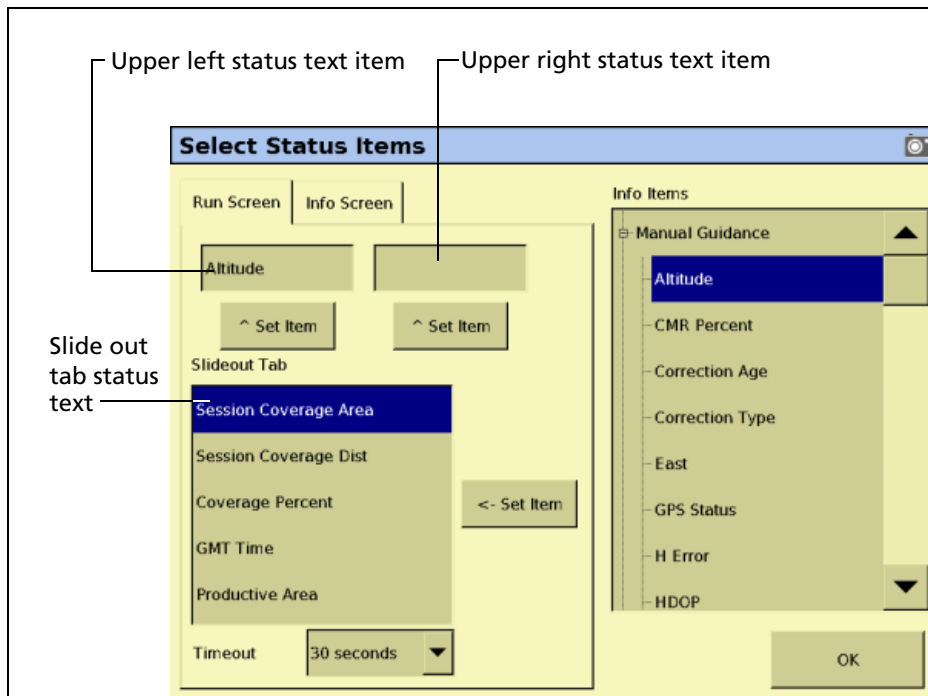 Upper left status text item
Upper right status text item
Select Status Items
Run Screen
Info Screen
Altitude
^ Set Item
^ Set Item
Slide out
tab status
text
Slideout Tab
Session Coverage Area
Session Coverage Dist
Coverage Percent
GMT Time
Productive Area
<- Set Item
Timeout
30 seconds
Info Items
Manual Guidance
Altitude
CMR Percent
Correction Age
Correction Type
East
GPS Status
H Error
HDOP
OK